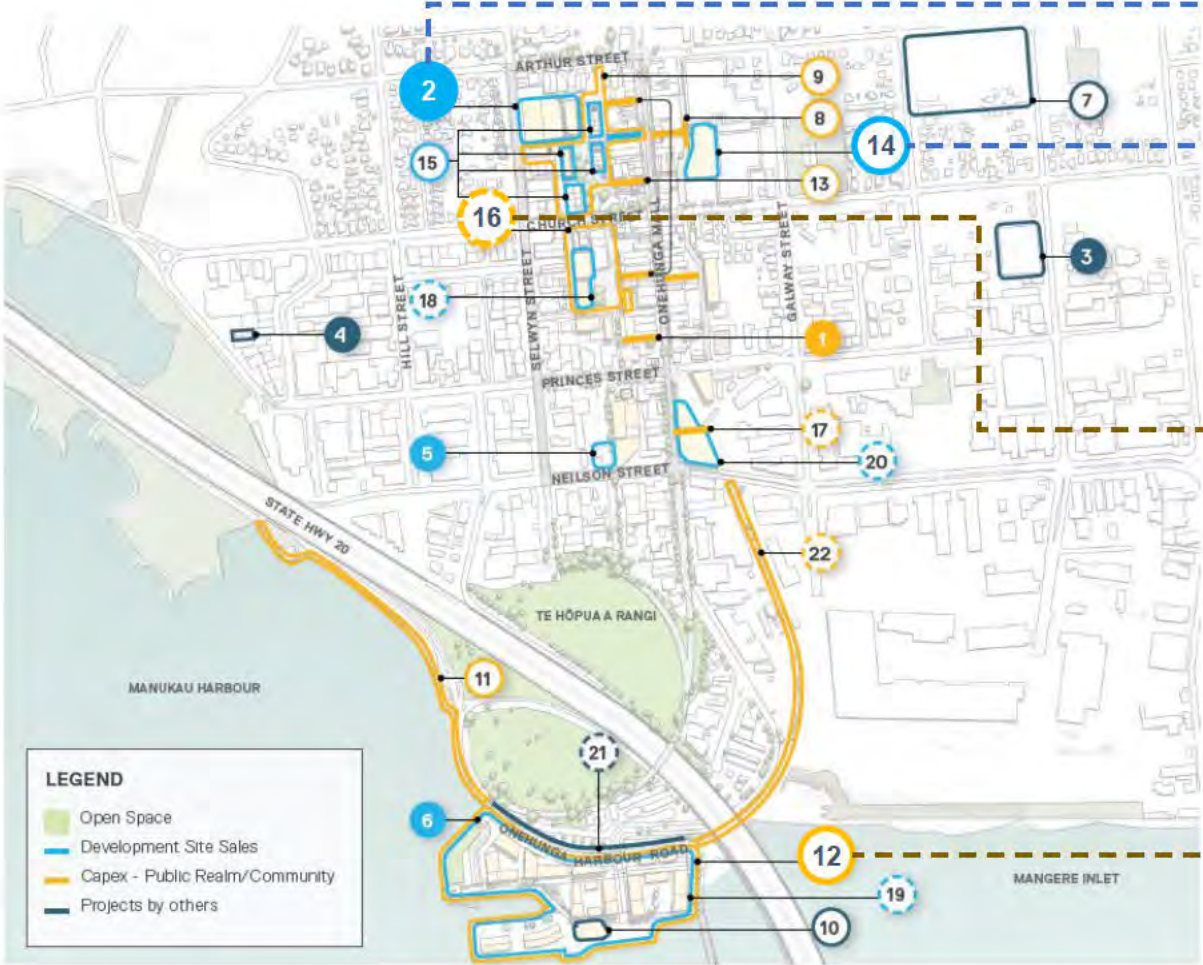 ARTHUR STREET
2
9
7
8
14
15
13
16
CHURCH STREET
ONEHUNGA MALL
GALWAY STREET
3
18
HILL STREET
SELWYN STREET
4
1
PRINCES STREET
17
5
20
NEILSON STREET
STATE HWY 20
22
TE HŌPUA A RANGI
11
MANUKAU HARBOUR
21
LEGEND
Open Space
Development Site Sales
Capex - Public Realm/Community
Projects by others
6
ONEHUNGA HARBOUR ROAD
12
MANGERE INLET
19
10